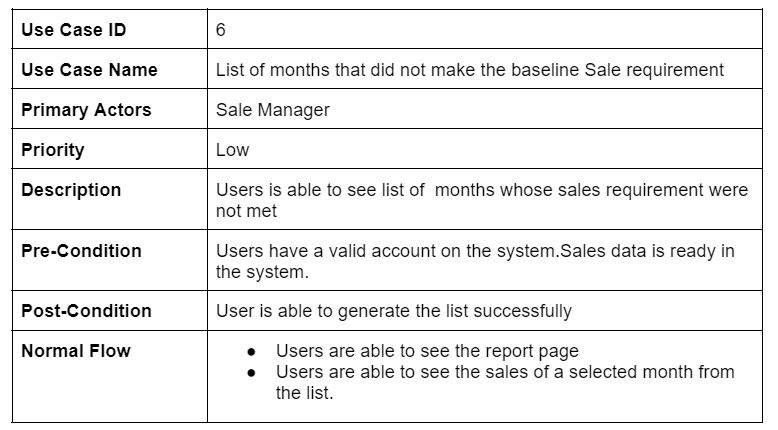 Use Case ID 6
Use Case Name List of months that did not make the baseline Sale requirement
Primary Actors Sale Manager
Priority Low
Description Users is able to see list of  months whose sales requirement were
not met
Pre-Condition Users have a valid account on the system.Sales data is ready in
the system.
Post-Condition User is able to generate the list successfully
Normal Flow ● Users are able to see the report page
● Users are able to see the sales of a selected month from
the list.